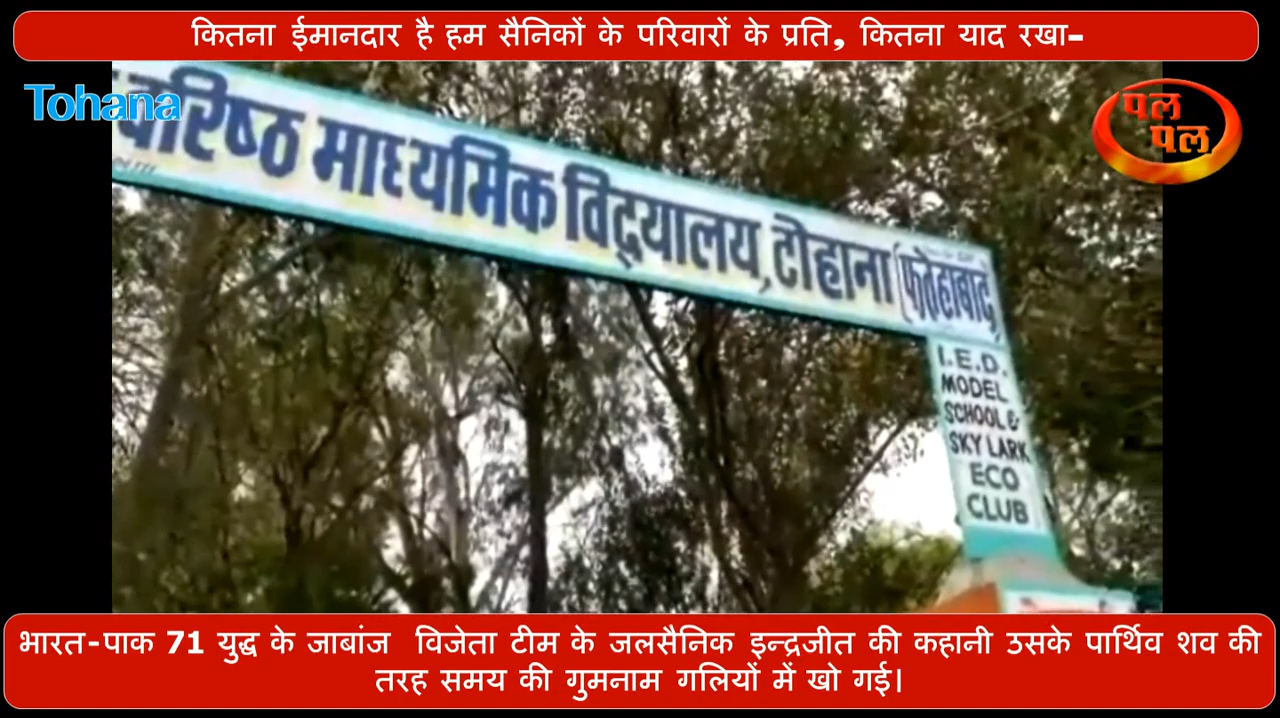 कितना ईमानदार है हम सैनिकों के परिवारों के प्रति, कितना याद रखा-
Tohana
पल
पल
वरिष्ठ माध्यमिक विद्यालय, टोहाना (फतेहाबाद)
I.E.D.
MODEL
SCHOOL &
SKY LARK
ECO
CLUB
भारत-पाक 71 युद्ध के जाबांज विजेता टीम के जलसैनिक इन्द्रजीत की कहानी उसके पार्थिव शव की
तरह समय की गुमनाम गलियों में खो गई।